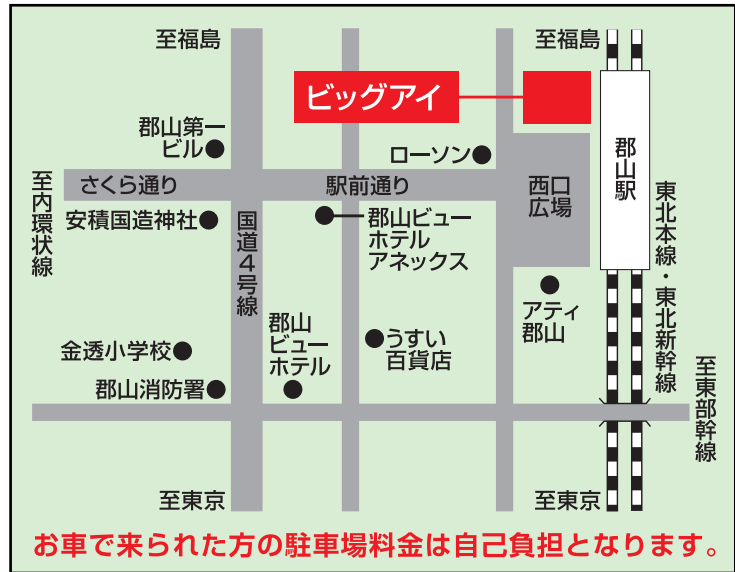 至福島
至福島
ビッグアイ
郡山第一
ビル
ローソン
郡山駅
さくら通り
駅前通り
西口
広場
至内環状線
安積国造神社
国道4号線
郡山ビュー
ホテル
アネックス
東北本線・東北新幹線
アティ
郡山
郡山
ビュー
ホテル
うすい
百貨店
金透小学校
郡山消防署
至東部幹線
至東京
至東京
お車で来られた方の駐車場料金は自己負担となります。